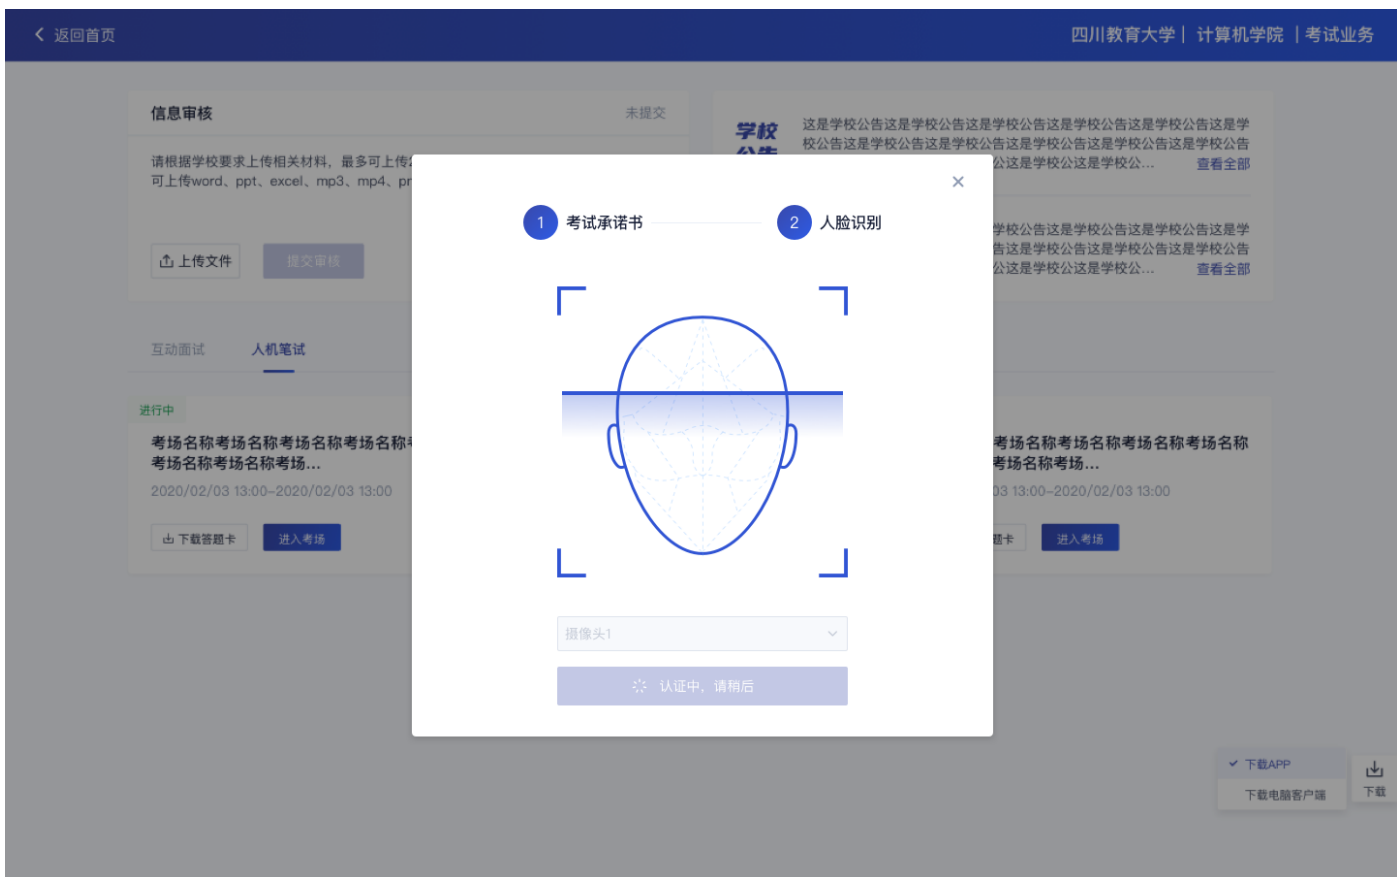 返回首页
四川教育大学| 计算机学院 |考试业务
信息审核
未提交
请根据学校要求上传相关材料，最多可上传
可上传word、ppt、excel、mp3、mp4、pr
上传文件
提交审核
学校
公告
这是学校公告这是学校公告这是学校公告这是学校公告这是学
校公告这是学校公告这是学校公告这是学校公告这是学校公告
公这是学校公这是学校公... 查看全部
学校公告这是学校公告这是学校公告这是学
告这是学校公告这是学校公告这是学校公告
公这是学校公这是学校公... 查看全部
1 考试承诺书
2 人脸识别
摄像头1
认证中，请稍后
互动面试
人机笔试
进行中
考场名称考场名称考场名称考场名称
考场名称考场名称考场...
2020/02/03 13:00–2020/02/03 13:00
下载答题卡
进入考场
考场名称考场名称考场名称考场名称
考场名称考场...
03 13:00–2020/02/03 13:00
题卡
进入考场
下载APP
下载电脑客户端
下载